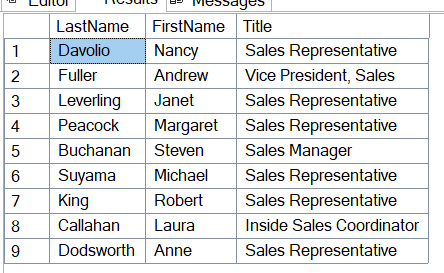 Editor Results Messages
LastName FirstName Title
1 Davolio Nancy Sales Representative
2 Fuller Andrew Vice President, Sales
3 Leverling Janet Sales Representative
4 Peacock Margaret Sales Representative
5 Buchanan Steven Sales Manager
6 Suyama Michael Sales Representative
7 King Robert Sales Representative
8 Callahan Laura Inside Sales Coordinator
9 Dodsworth Anne Sales Representative